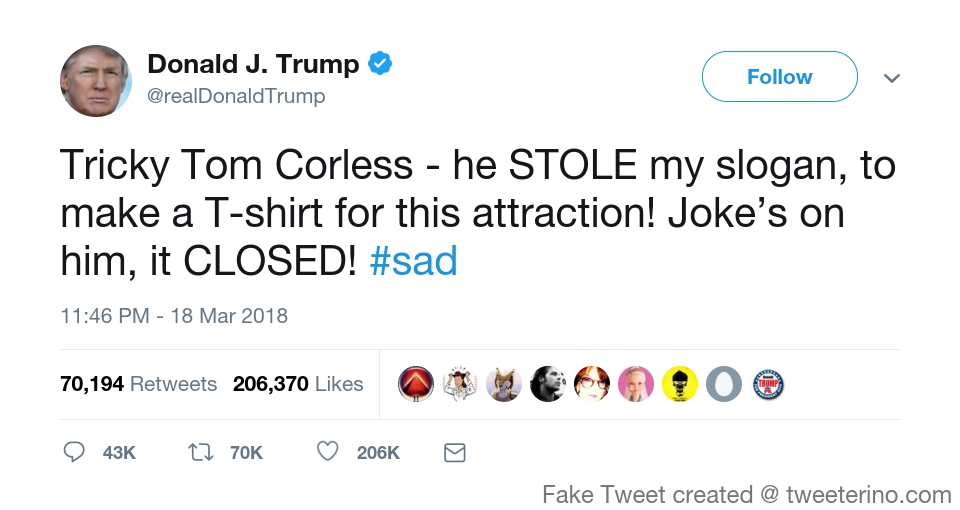 Donald J. Trump
@realDonaldTrump
Follow
Tricky Tom Corless - he STOLE my slogan, to
make a T-shirt for this attraction! Joke’s on
him, it CLOSED! #sad
11:46 PM - 18 Mar 2018
70,194 Retweets 206,370 Likes
TRUMP
43K 70K 206K
Fake Tweet created @ tweeterino.com